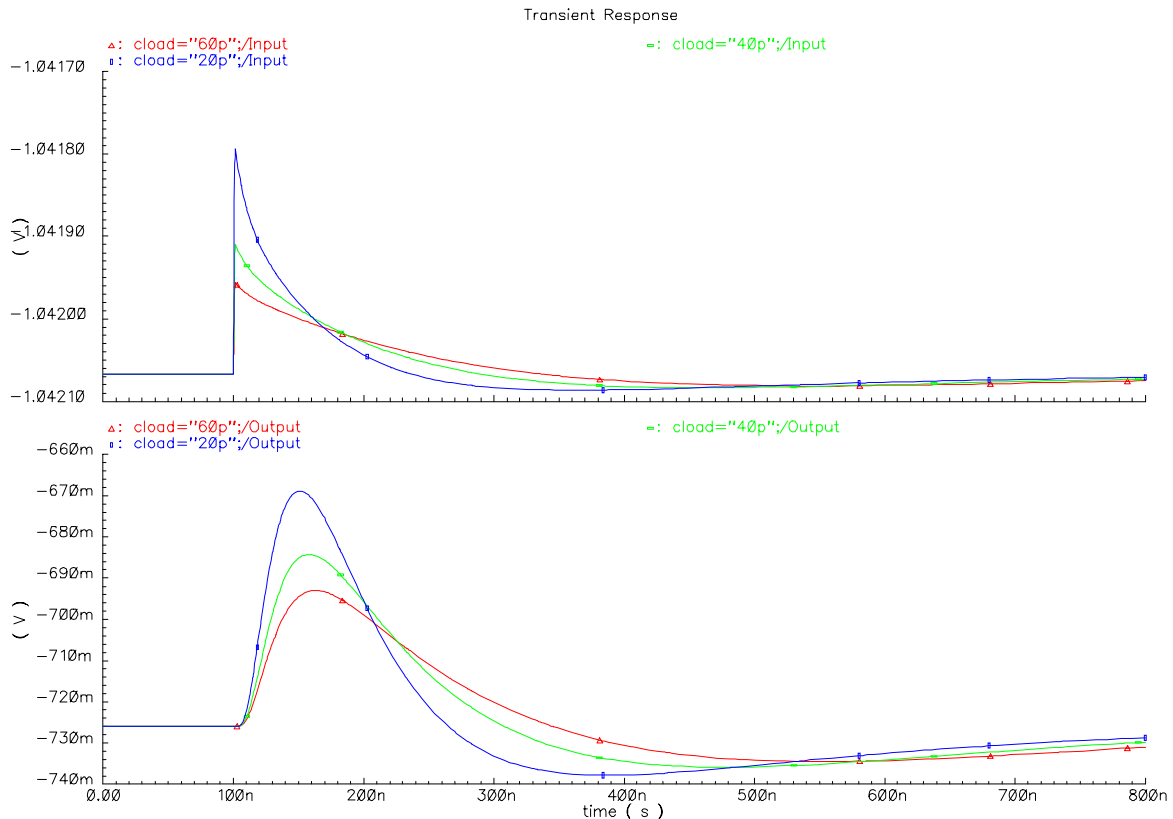 Transient Response
▵: cload="60p";/Input
▯: cload="20p";/Input
▭: cload="40p";/Input
-1.04170
-1.04180
-1.04190
-1.04200
-1.04210
( V )
▵: cload="60p";/Output
▯: cload="20p";/Output
▭: cload="40p";/Output
-660m
-670m
-680m
-690m
-700m
-710m
-720m
-730m
-740m
( V )
0.00 100n 200n 300n 400n 500n 600n 700n 800n
time ( s )